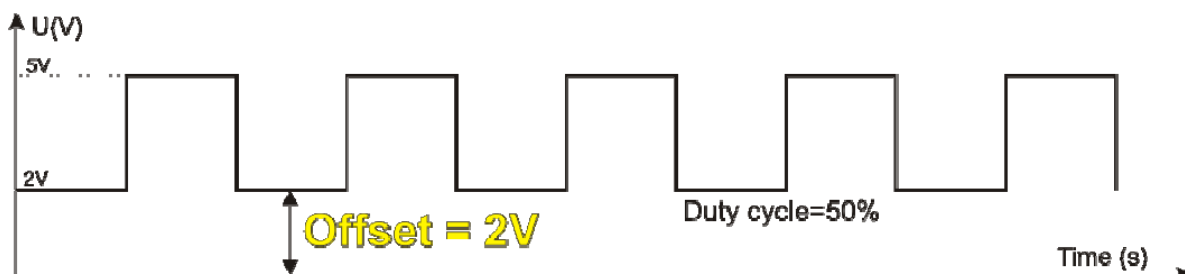 U(V)
5V
2V
Offset = 2V
Duty cycle=50%
Time (s)